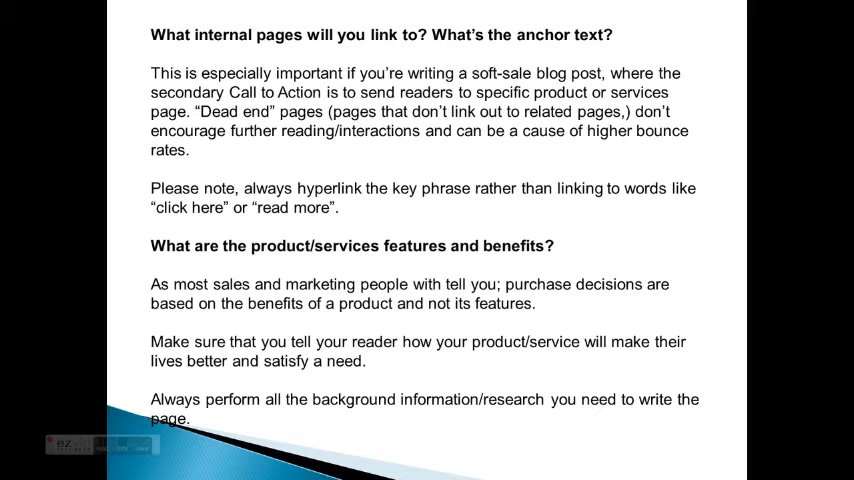 What internal pages will you link to? What's the anchor text?
This is especially important if you're writing a soft-sale blog post, where the
secondary Call to Action is to send readers to specific product or services
page. “Dead end” pages (pages that don't link out to related pages,) don't
encourage further reading/interactions and can be a cause of higher bounce
rates.
Please note, always hyperlink the key phrase rather than linking to words like
“click here” or “read more”.
What are the product/services features and benefits?
As most sales and marketing people with tell you; purchase decisions are
based on the benefits of a product and not its features.
Make sure that you tell your reader how your product/service will make their
lives better and satisfy a need.
Always perform all the background information/research you need to write the
page.